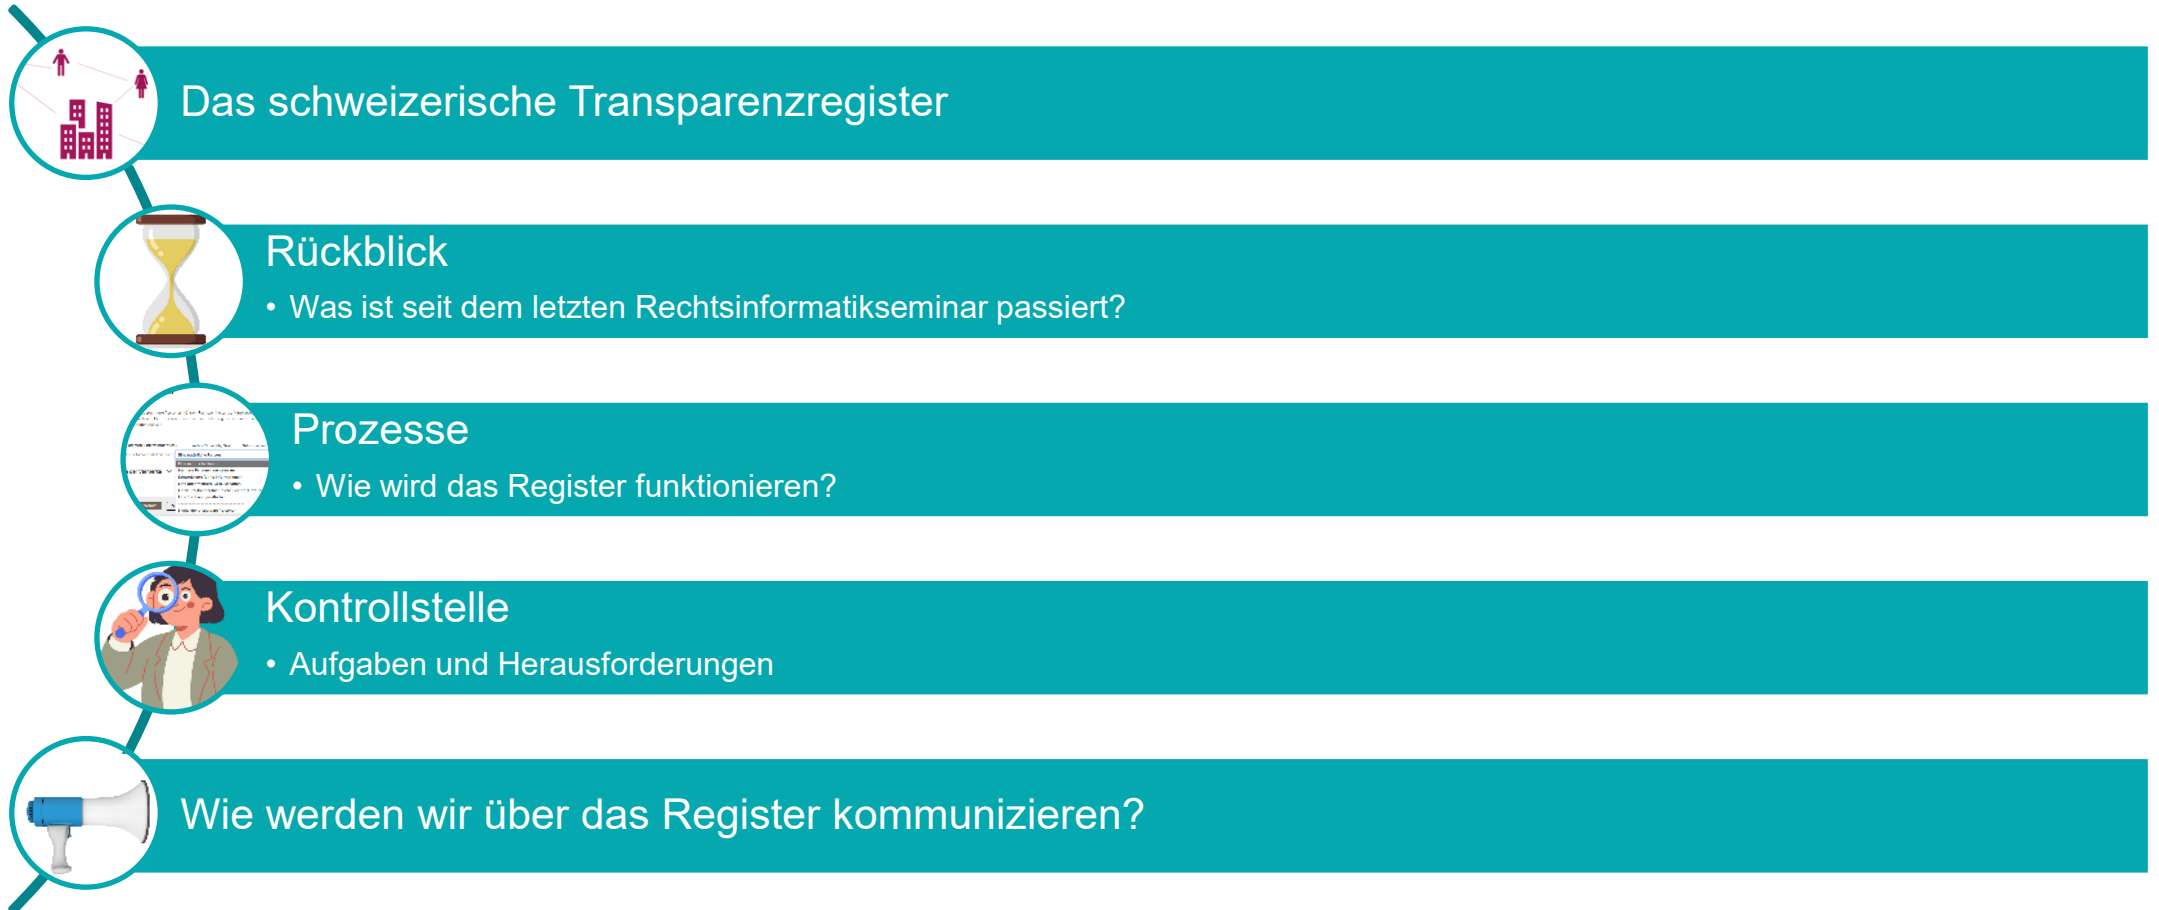 Das schweizerische Transparenzregister
Rückblick
• Was ist seit dem letzten Rechtsinformatikseminar passiert?
Prozesse
• Wie wird das Register funktionieren?
Kontrollstelle
• Aufgaben und Herausforderungen
Wie werden wir über das Register kommunizieren?